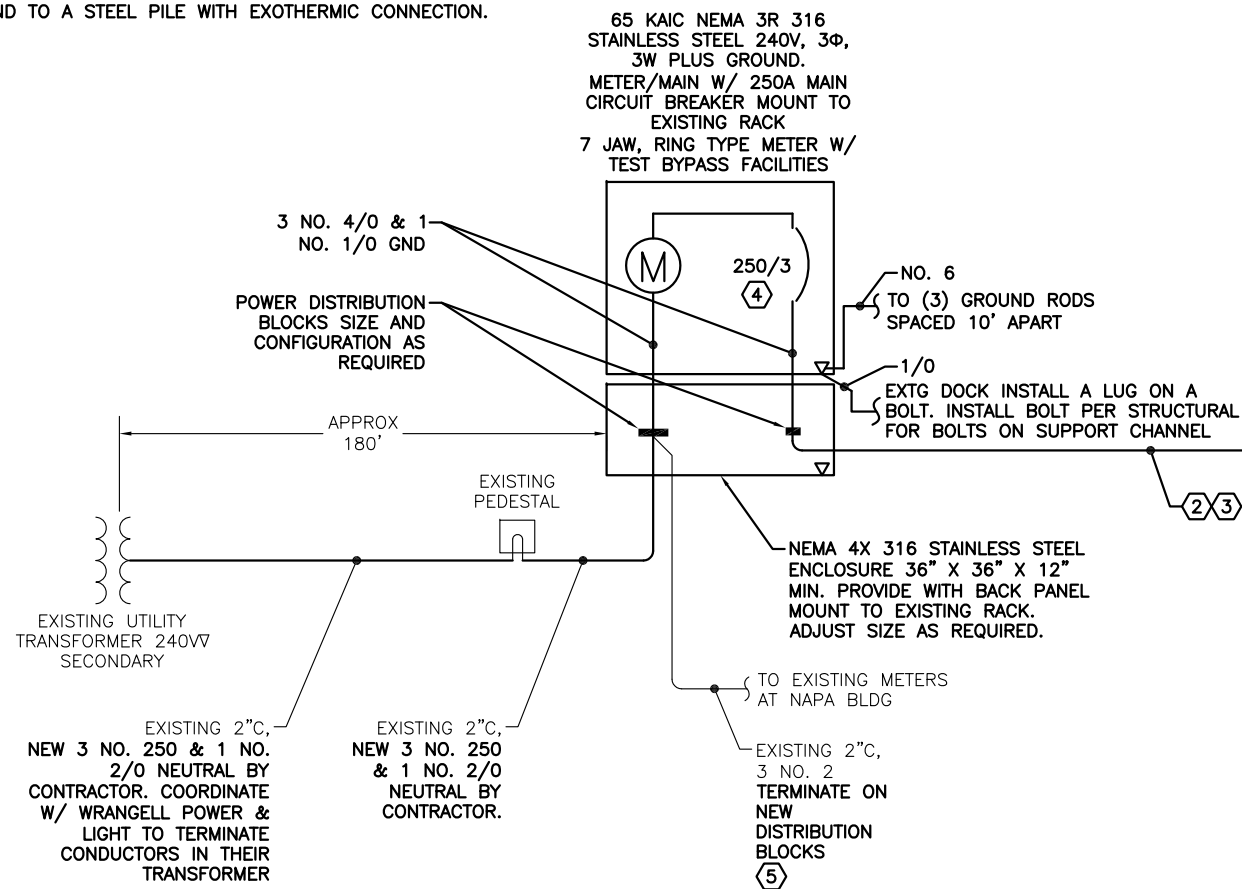 ND TO A STEEL PILE WITH EXOTHERMIC CONNECTION.
65 KAIC NEMA 3R 316
STAINLESS STEEL 240V, 3Φ,
3W PLUS GROUND.
METER/MAIN W/ 250A MAIN
CIRCUIT BREAKER MOUNT TO
EXISTING RACK
7 JAW, RING TYPE METER W/
TEST BYPASS FACILITIES
3 NO. 4/0 & 1
NO. 1/0 GND
M
250/3
4
NO. 6
TO (3) GROUND RODS
SPACED 10' APART
POWER DISTRIBUTION
BLOCKS SIZE AND
CONFIGURATION AS
REQUIRED
1/0
EXTG DOCK INSTALL A LUG ON A
BOLT. INSTALL BOLT PER STRUCTURAL
FOR BOLTS ON SUPPORT CHANNEL
APPROX
180'
EXISTING
PEDESTAL
2 3
NEMA 4X 316 STAINLESS STEEL
ENCLOSURE 36" X 36" X 12"
MIN. PROVIDE WITH BACK PANEL
MOUNT TO EXISTING RACK.
ADJUST SIZE AS REQUIRED.
EXISTING UTILITY
TRANSFORMER 240V∇
SECONDARY
TO EXISTING METERS
AT NAPA BLDG
EXISTING 2"C,
NEW 3 NO. 250 & 1 NO.
2/0 NEUTRAL BY
CONTRACTOR. COORDINATE
W/ WRANGELL POWER &
LIGHT TO TERMINATE
CONDUCTORS IN THEIR
TRANSFORMER
EXISTING 2"C,
NEW 3 NO. 250
& 1 NO. 2/0
NEUTRAL BY
CONTRACTOR.
EXISTING 2"C,
3 NO. 2
TERMINATE ON
NEW
DISTRIBUTION
BLOCKS
5